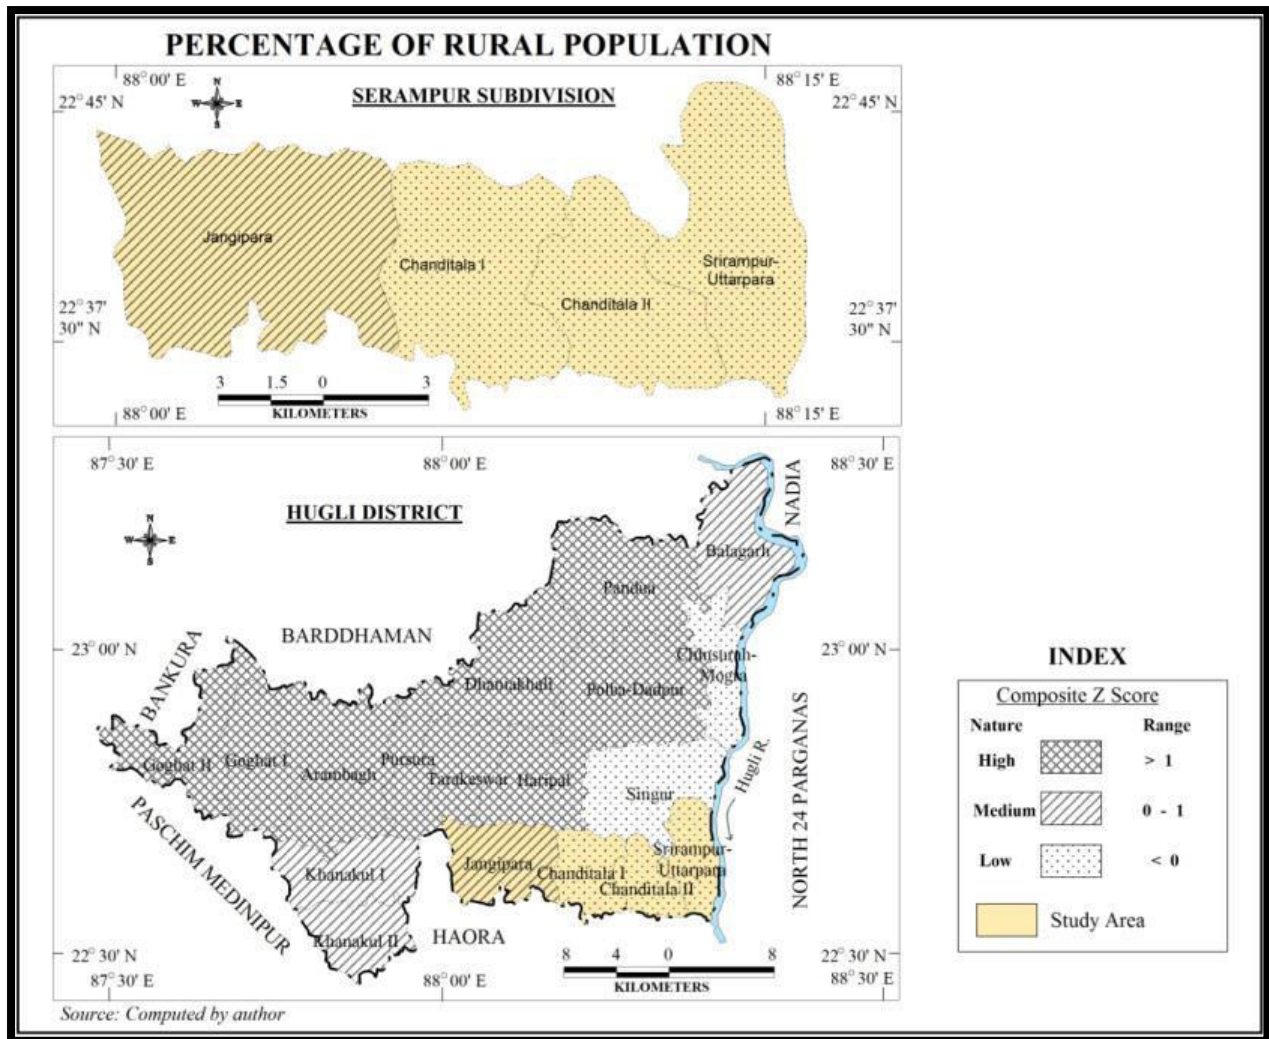 PERCENTAGE OF RURAL POPULATION
88° 00' E
88° 15' E
22° 45' N
N
W E
S
SERAMPUR SUBDIVISION
22° 45' N
Jangipara
Chanditala I
Srirampur-
Uttarpara
Chanditala II
22° 37'
30" N
22° 37'
30" N
3 1.5 0 3
KILOMETERS
88° 00' E
88° 15' E
87° 30' E
88° 00' E
88° 30' E
NADIA
HUGLI DISTRICT
N
W E
S
Balagarh
Pandua
BARDDHAMAN
BANKURA
23° 00' N
23° 00' N
Chhusurah-
Mogra
Dhaniakhali
Polba-Dadpur
Goghat II
Goghat I
Arambagh
Pursura
Tarakeswar
Haripal
Singur
Hugli R.
NORTH 24 PARGANAS
PASCHIM MEDINIPUR
Jangipara
Chanditala I
Srirampur-
Uttarpara
Chanditala II
Khanakul I
Khanakul II
HAORA
22° 30' N
22° 30' N
8 4 0 8
KILOMETERS
87° 30' E
88° 00' E
88° 30' E
Source: Computed by author
INDEX
Composite Z Score
Nature Range
High > 1
Medium 0 - 1
Low < 0
Study Area